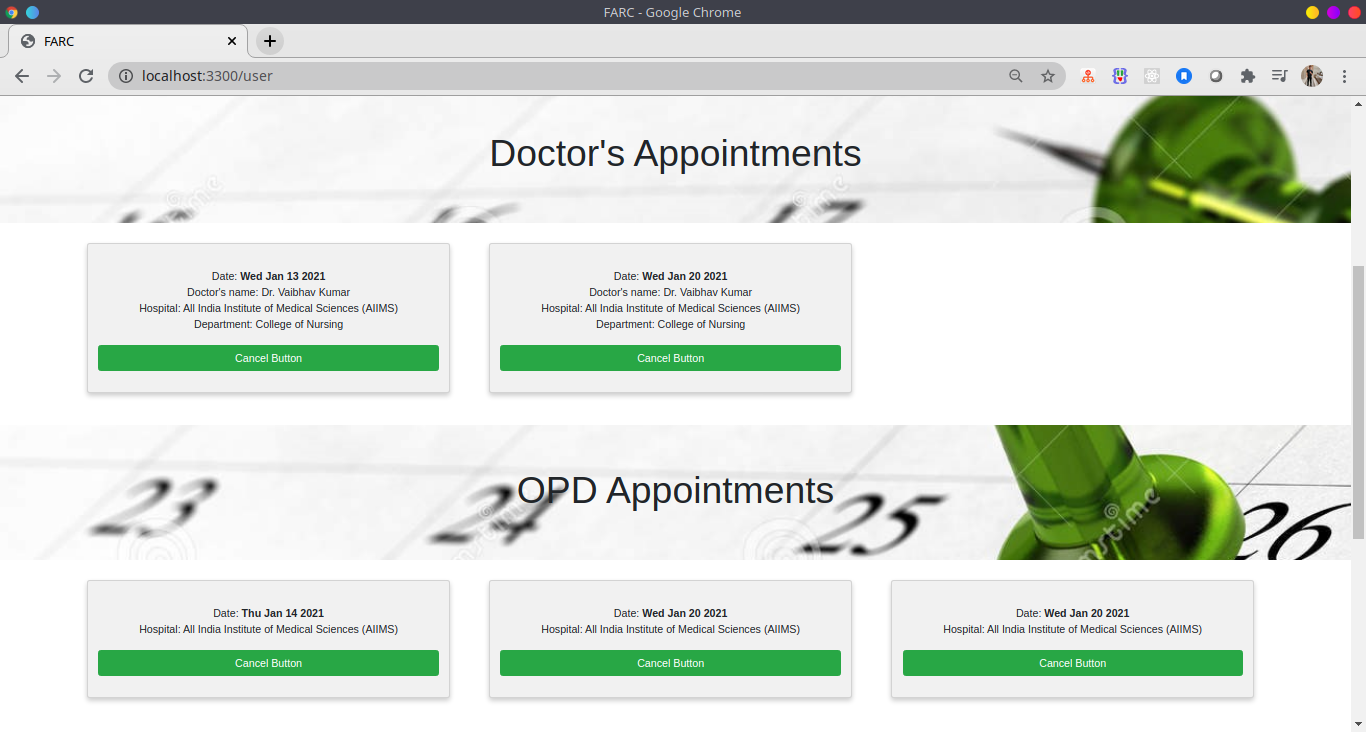 FARC - Google Chrome
FARC
localhost:3300/user
Doctor's Appointments
Date: Wed Jan 13 2021
Doctor's name: Dr. Vaibhav Kumar
Hospital: All India Institute of Medical Sciences (AIIMS)
Department: College of Nursing
Cancel Button
Date: Wed Jan 20 2021
Doctor's name: Dr. Vaibhav Kumar
Hospital: All India Institute of Medical Sciences (AIIMS)
Department: College of Nursing
Cancel Button
23 24 25 26
OPD Appointments
Date: Thu Jan 14 2021
Hospital: All India Institute of Medical Sciences (AIIMS)
Cancel Button
Date: Wed Jan 20 2021
Hospital: All India Institute of Medical Sciences (AIIMS)
Cancel Button
Date: Wed Jan 20 2021
Hospital: All India Institute of Medical Sciences (AIIMS)
Cancel Button